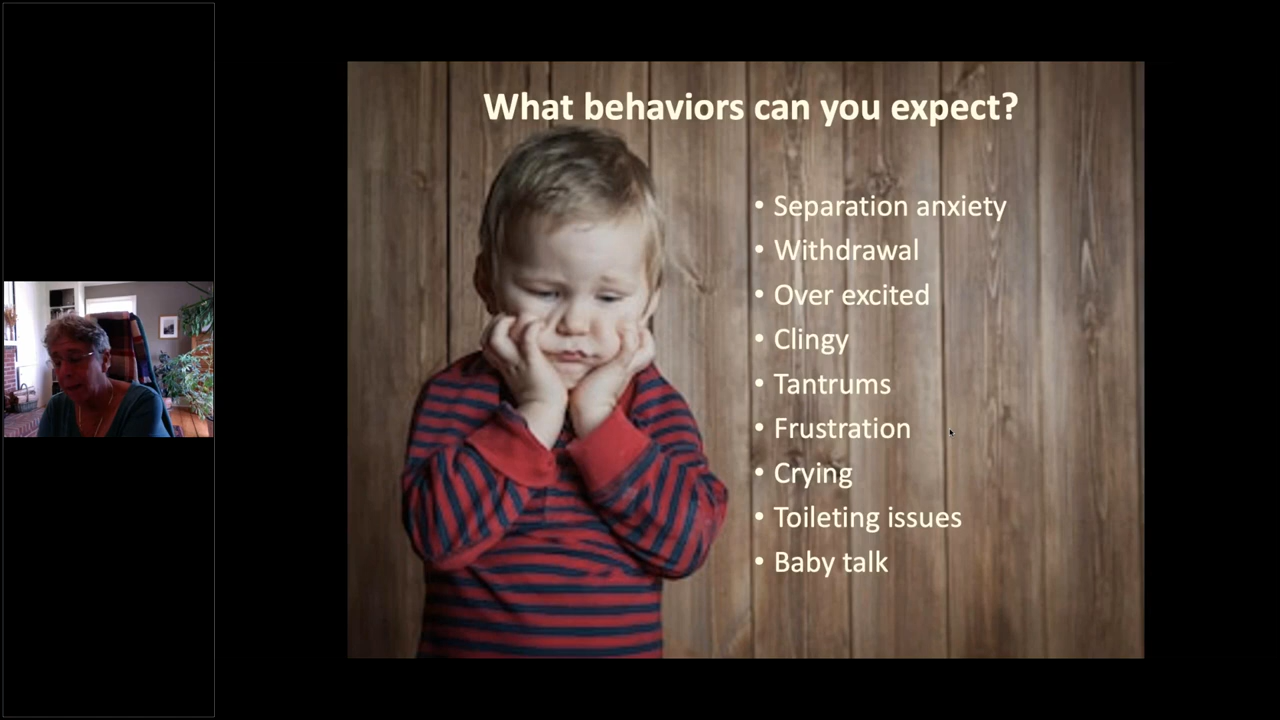 What behaviors can you expect?
• Separation anxiety
• Withdrawal
• Over excited
• Clingy
• Tantrums
• Frustration
• Crying
• Toileting issues
• Baby talk